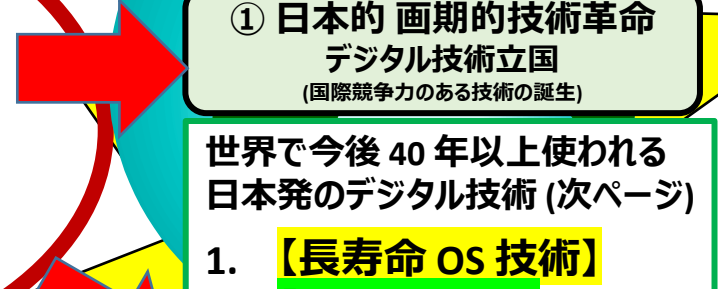 ① 日本的 画期的技術革命
デジタル技術立国
(国際競争力のある技術の誕生)
世界で今後 40 年以上使われる
日本発のデジタル技術 (次ページ)
1. 【長寿命 OS 技術】